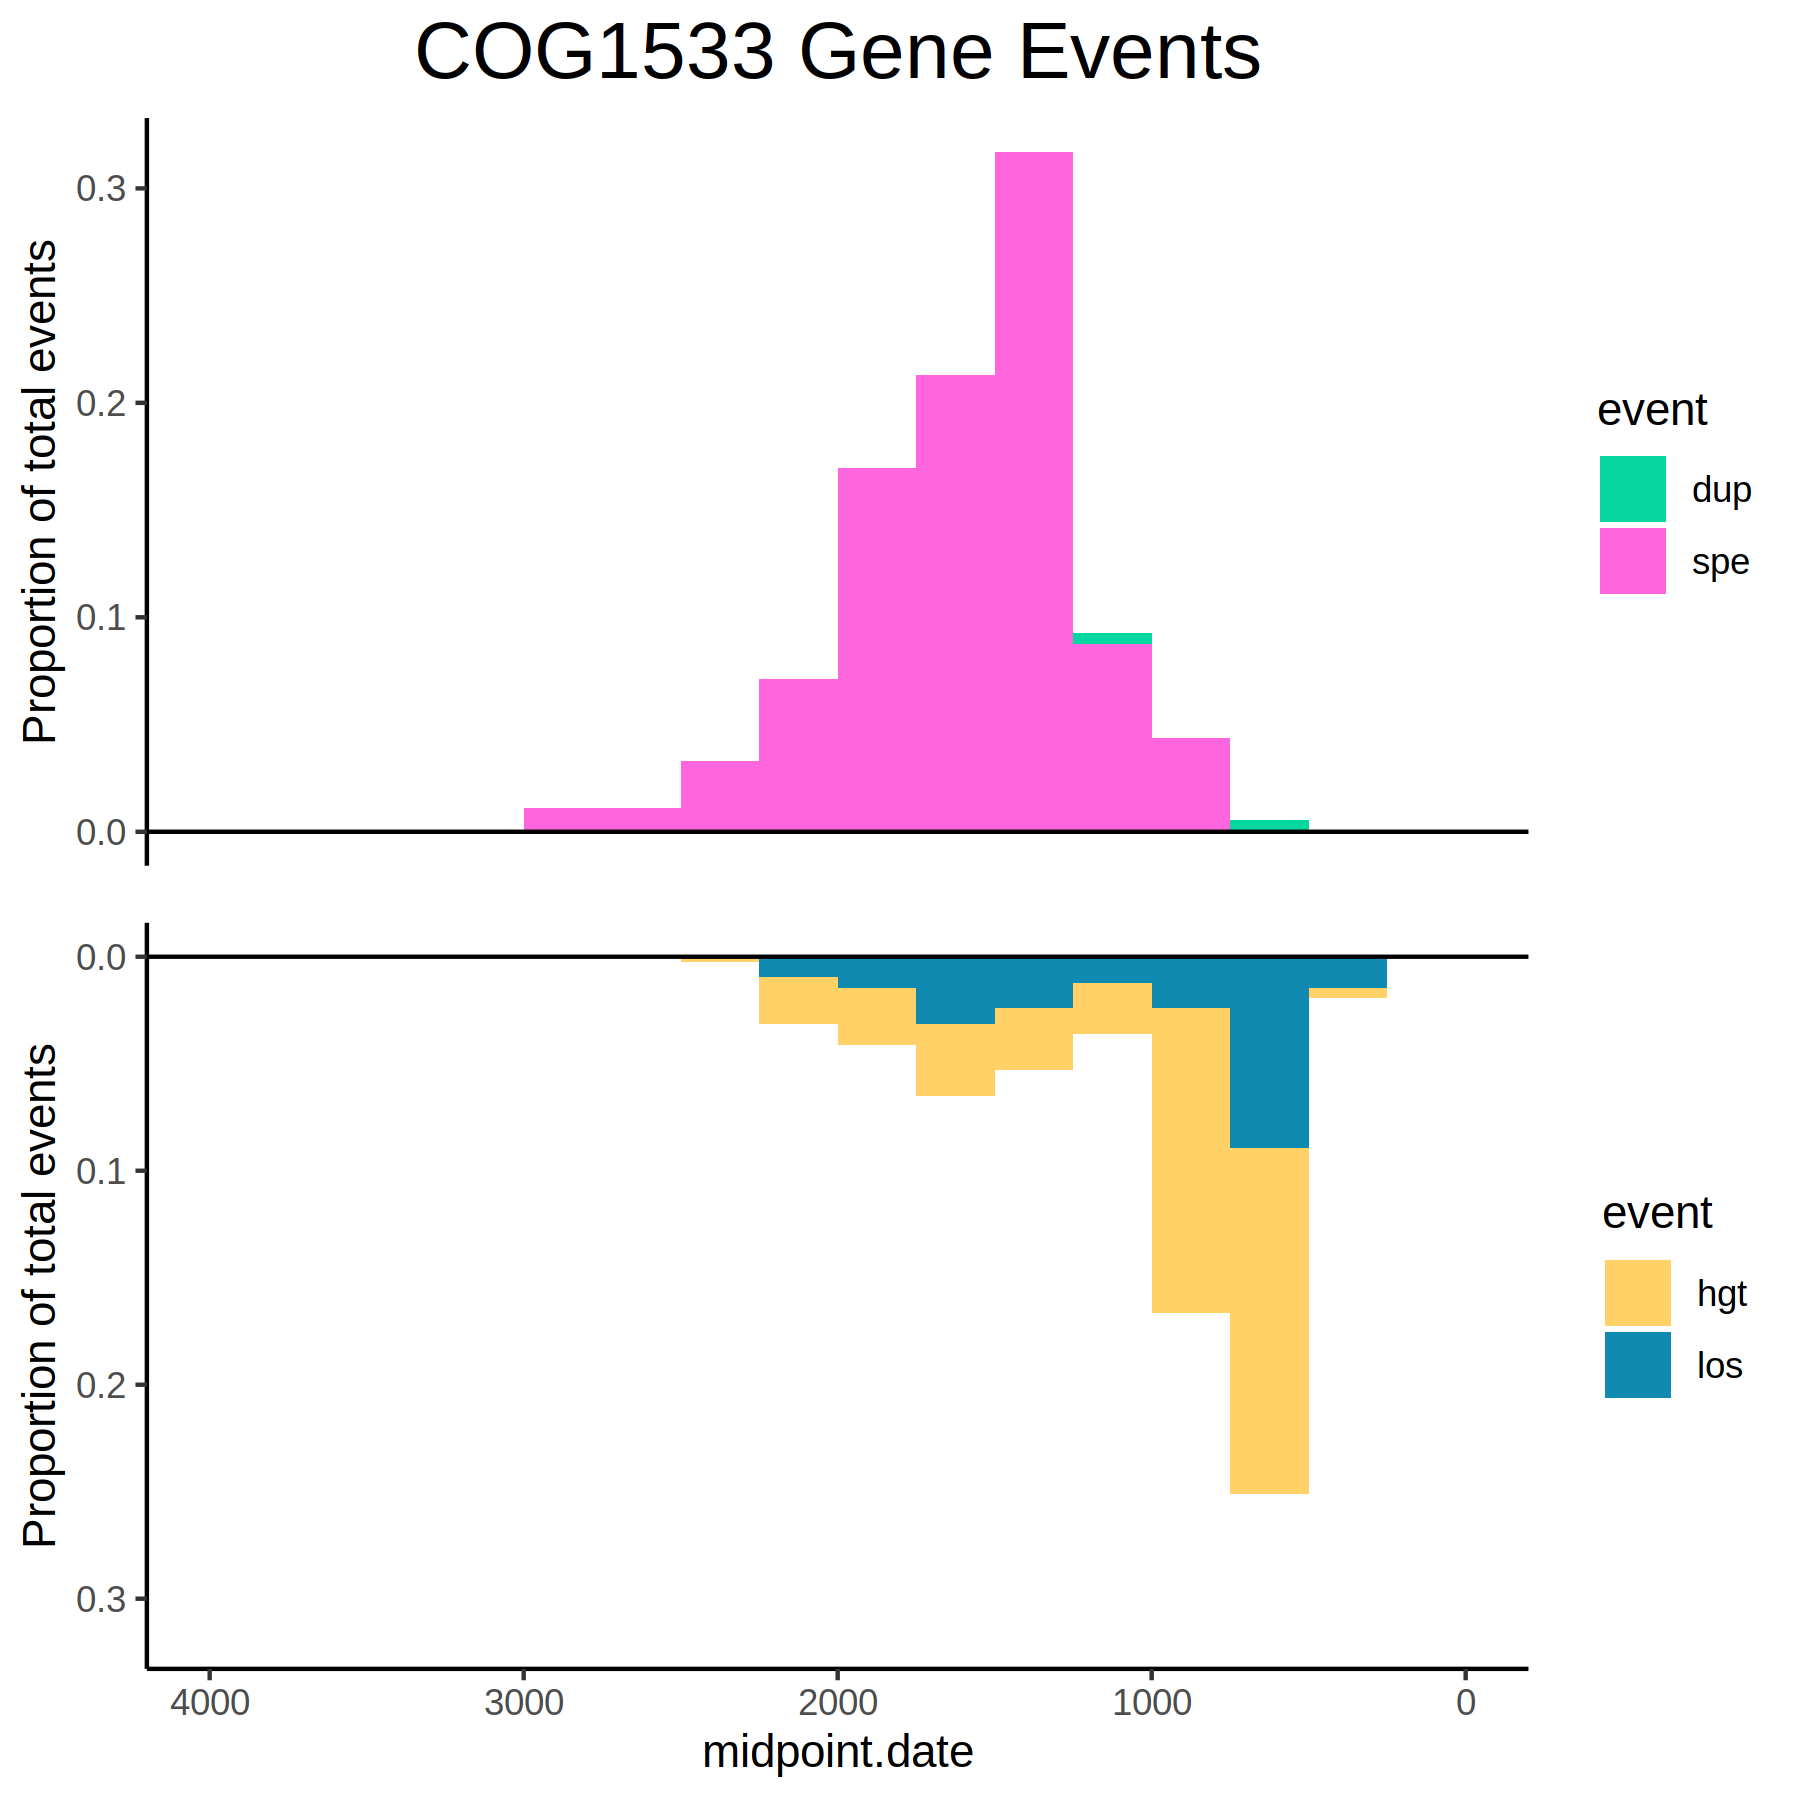 COG1533 Gene Events
Proportion of total events
0.3
0.2
0.1
0.0
event
dup
spe
Proportion of total events
0.0
0.1
0.2
0.3
event
hgt
los
4000 3000 2000 1000 0
midpoint.date